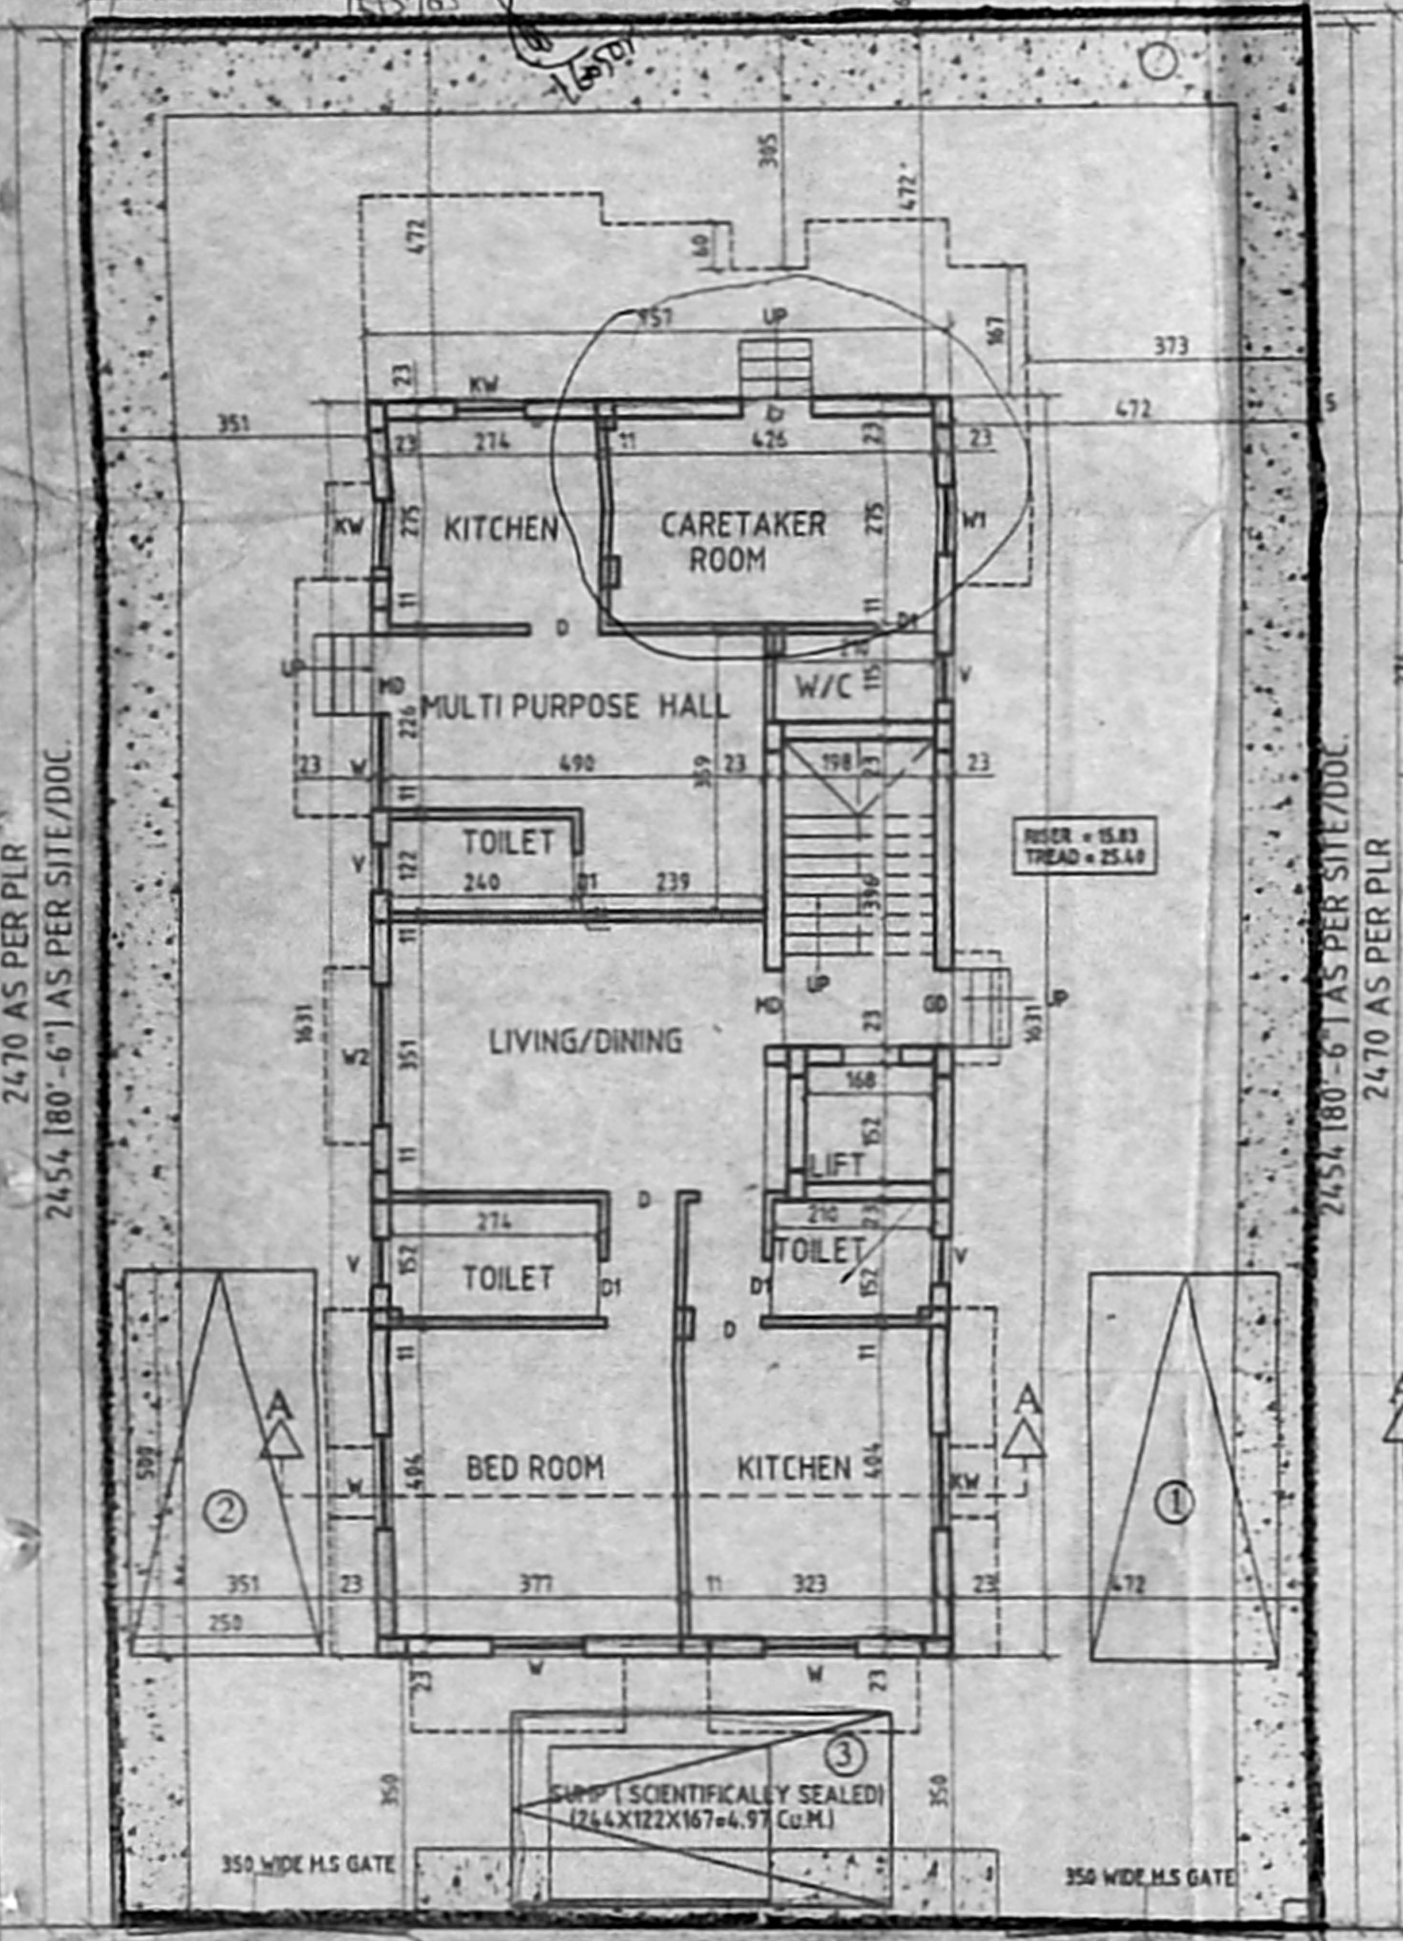 305
472
472
60
167
957
UP
373
23
KW
472
351
D
23
274
11
426
23
23
KW
275
KITCHEN
CARETAKER
ROOM
275
W1
11
D
11
D1
UP
MD
226
MULTI PURPOSE HALL
W/C
115
V
23
W
490
359
23
198
23
23
11
V
122
TOILET
240
D1
239
RISER = 15.83
TREAD = 25.40
396
11
UP
MD
GD
UP
23
1631
W2
351
LIVING/DINING
1631
168
152
LIFT
11
D
274
23
V
152
TOILET
D1
D1
TOILET
152
V
D
11
11
A
A
404
BED ROOM
KITCHEN
404
W
KW
500
2
1
351
23
377
11
323
23
472
250
23
W
W
23
3
350
SUMP ( SCIENTIFICALLY SEALED)
(244X122X167=4.97 Cu.M.)
350
350 WIDE M.S GATE
350 WIDE M.S GATE
2470 AS PER PLR
2454 [80'-6"] AS PER SITE/DOC.
2454 [80'-6"] AS PER SITE/DOC.
2470 AS PER PLR